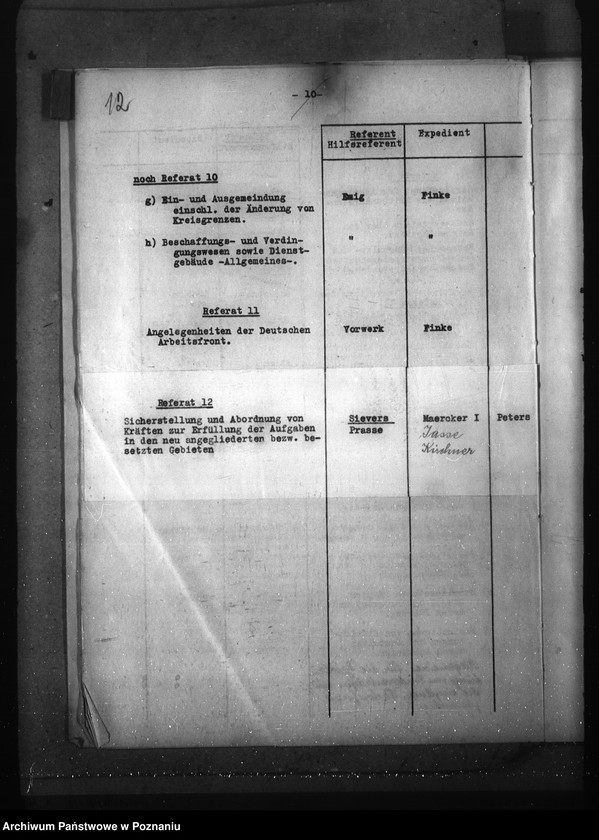 12
- 10 -
Referent
Hilfsreferent
Expedient
noch Referat 10
g) Ein- und Ausgemeindung
einschl. der Änderung von
Kreisgrenzen.
Emig
Finke
h) Beschaffungs- und Verdin-
gungswesen sowie Dienst-
gebäude -Allgemeines-.
"
"
Referat 11
Angelegenheiten der Deutschen
Arbeitsfront.
Vorwerk
Finke
Referat 12
Sicherstellung und Abordnung von
Kräften zur Erfüllung der Aufgaben
in den neu angegliederten bezw. be-
setzten Gebieten
Sievers
Prasse
Maercker I
Kirchner
Peters
Archiwum Państwowe w Poznaniu